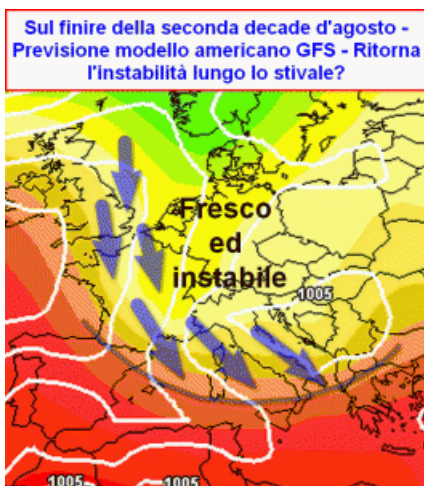 Sul finire della seconda decade d'agosto -
Previsione modello americano GFS - Ritorna
l'instabilità lungo lo stivale?
Fresco
ed
instabile
1005
1005
1005